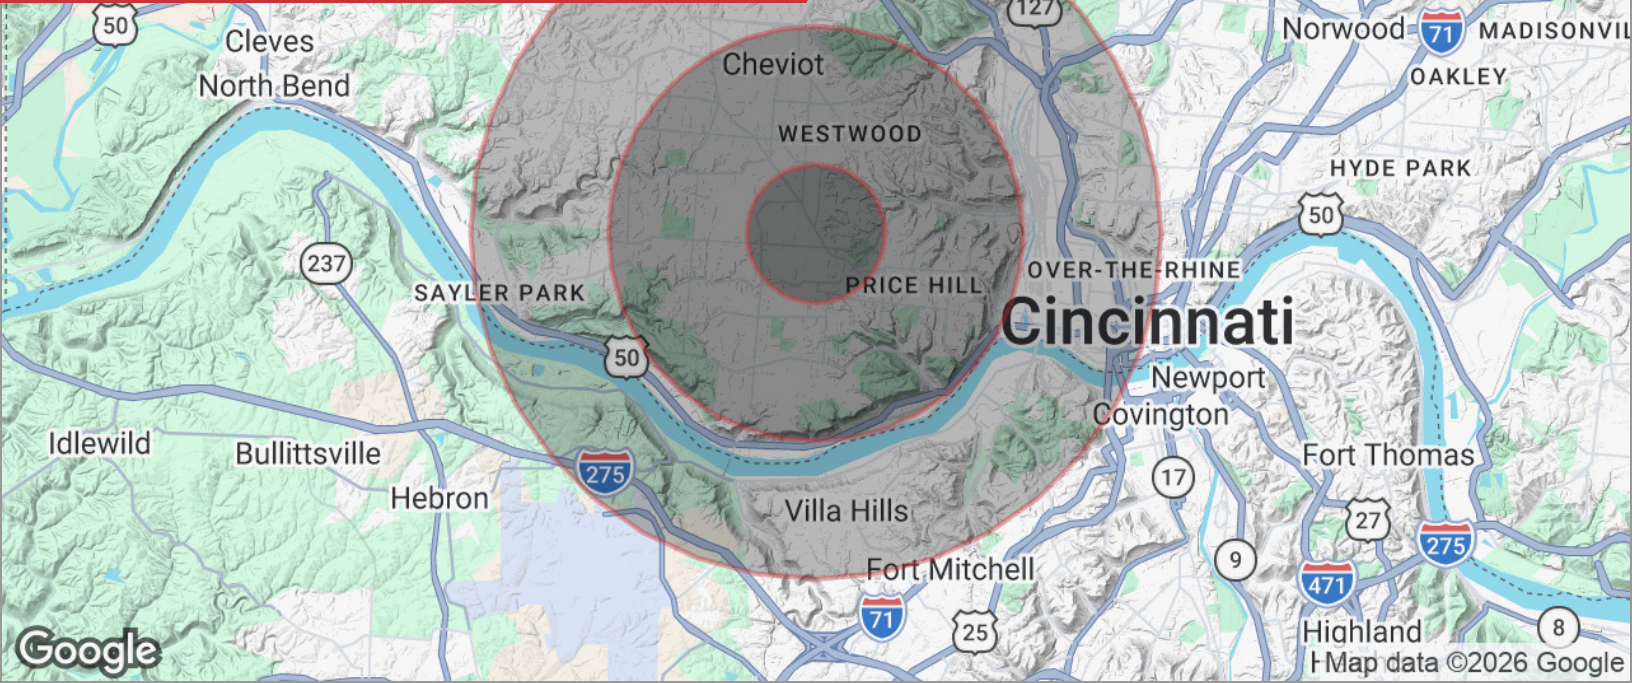 50
127
Norwood
71
MADISONVIL
Cleves
Cheviot
OAKLEY
North Bend
WESTWOOD
HYDE PARK
50
237
OVER-THE-RHINE
SAYLER PARK
PRICE HILL
Cincinnati
50
Newport
Covington
Idlewild
Bullittsville
Fort Thomas
275
17
Hebron
Villa Hills
27
275
9
Fort Mitchell
471
71
25
Highland
8
Google
Map data ©2026 Google